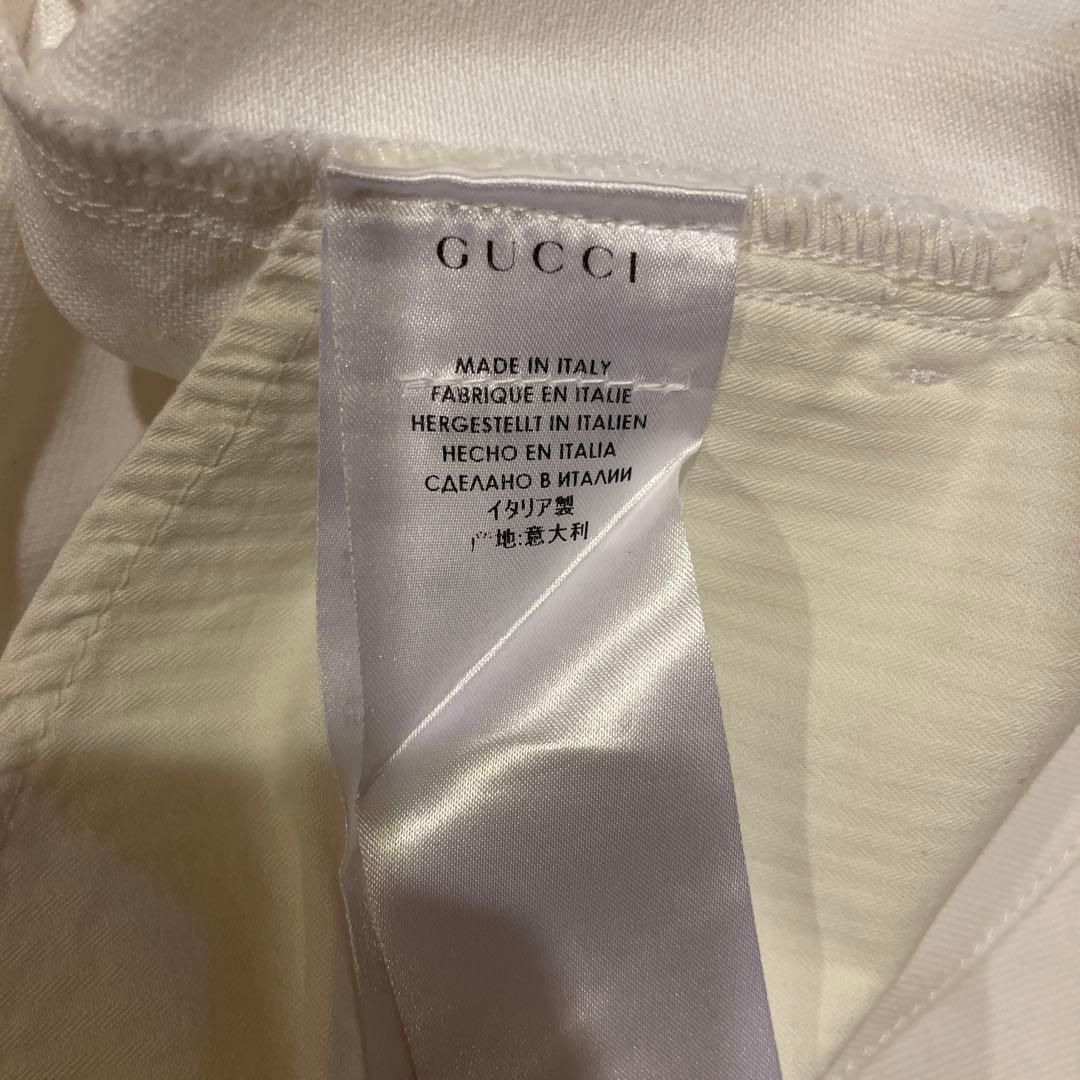 GUCCI
MADE IN ITALY
FABRIQUE EN ITALIE
HERGESTELLT IN ITALIEN
HECHO EN ITALIA
СДЕЛАНО В ИТАЛИИ
イタリア製
产地:意大利